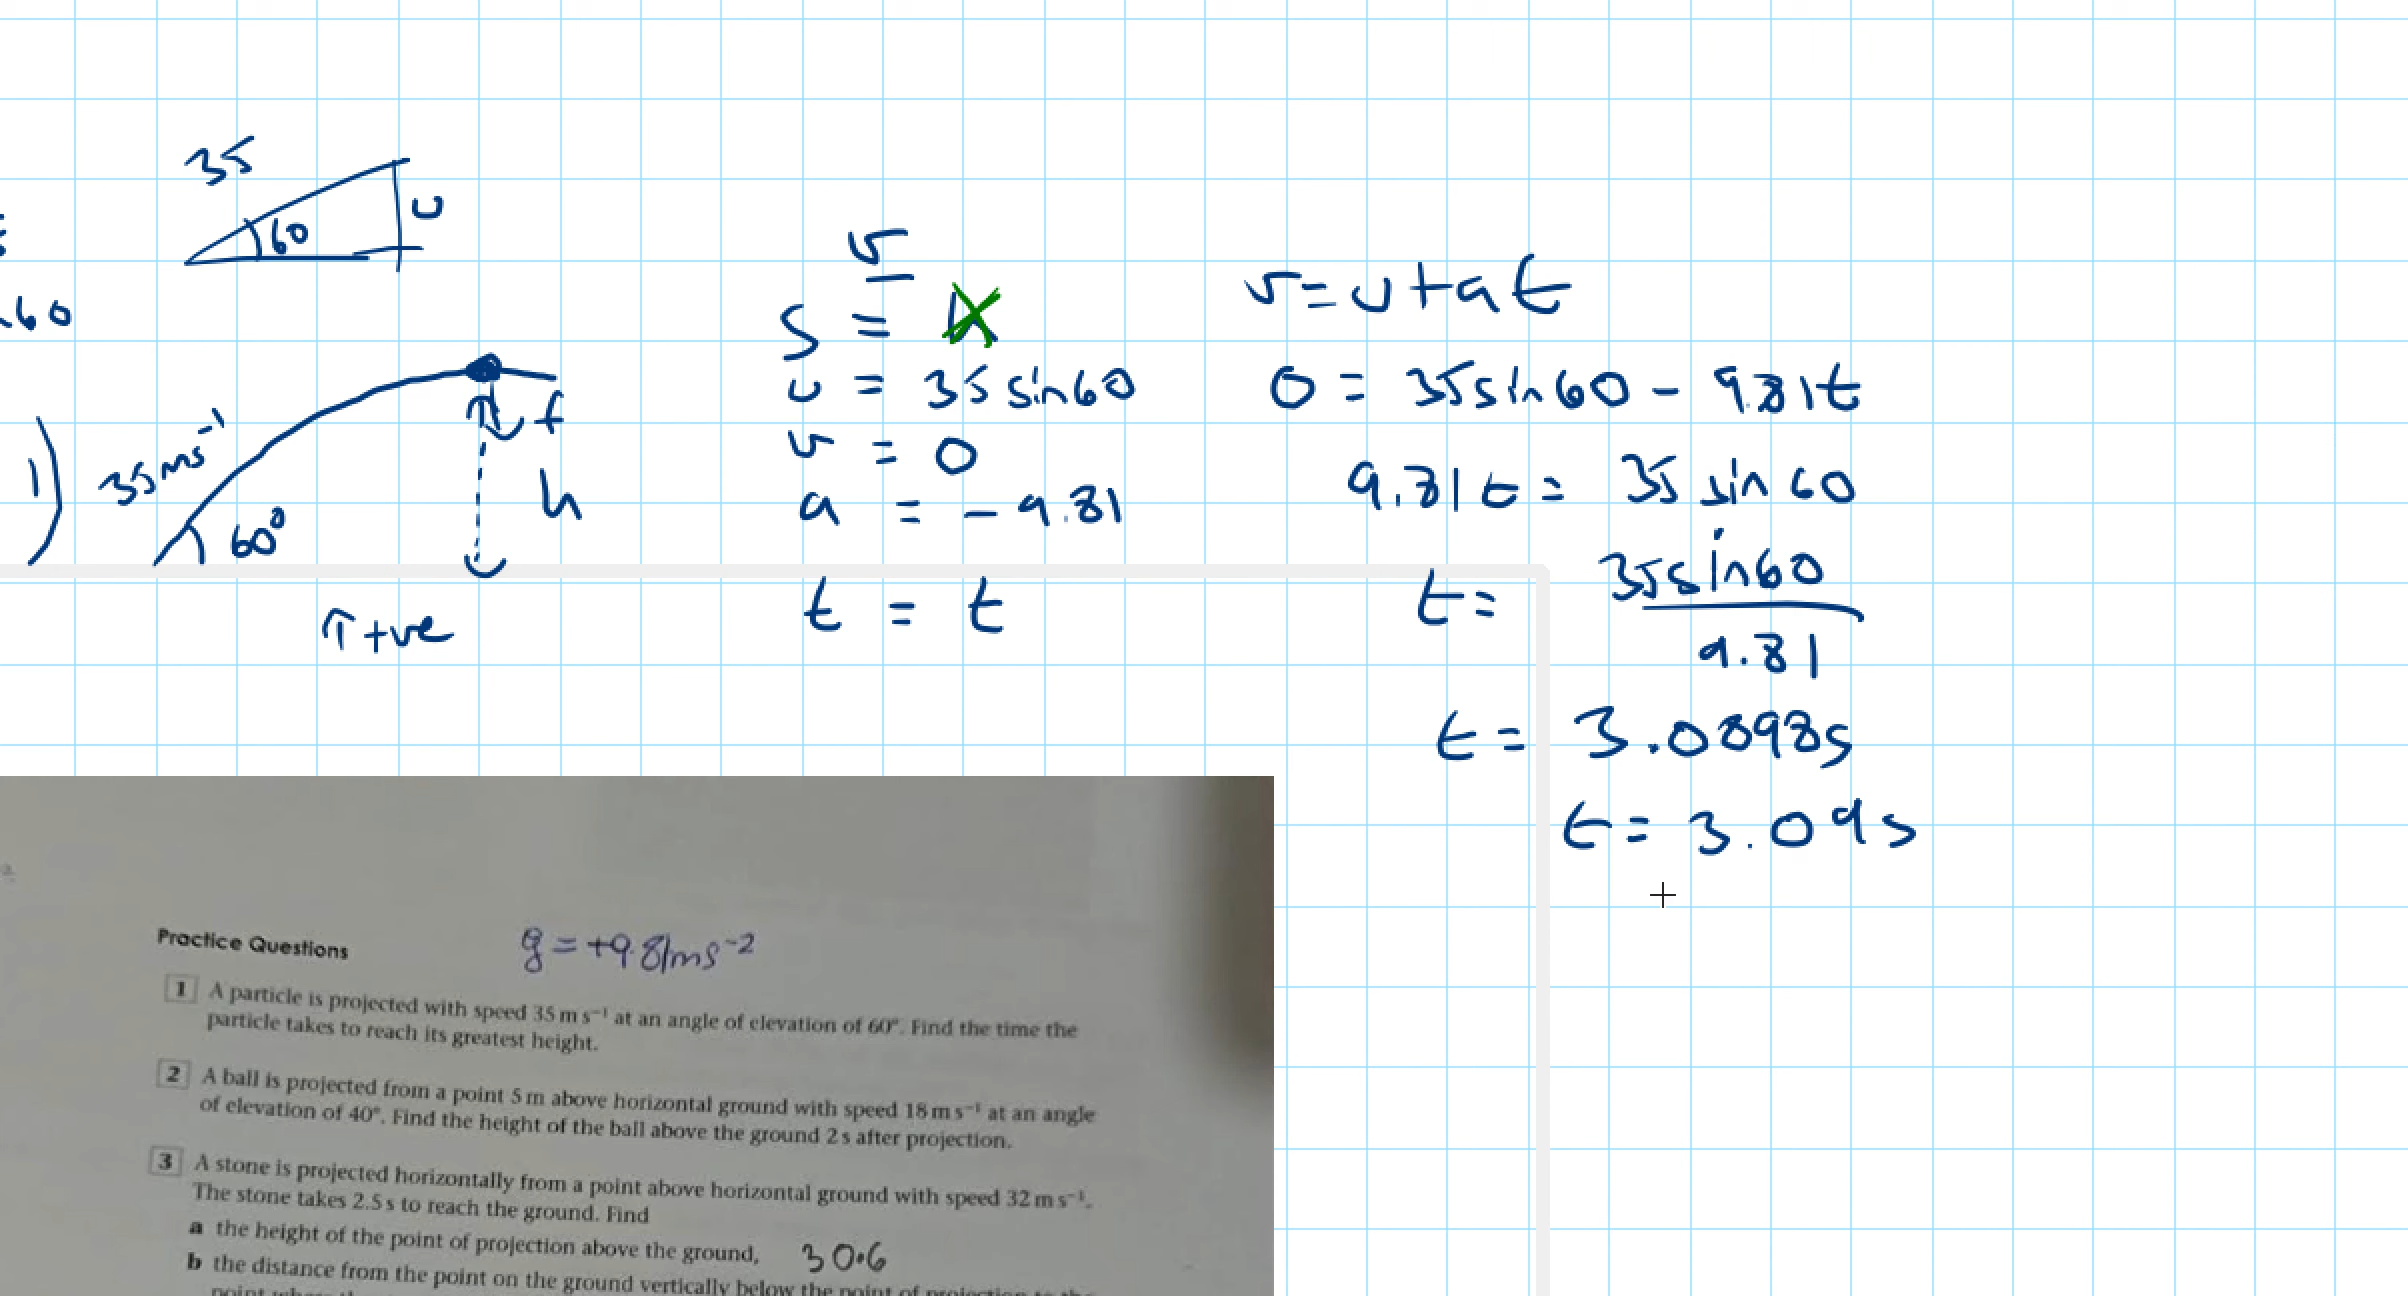 35
60
u
60
1)
35ms⁻¹
60⁰
f
h
↑+ve
v
s =
u = 35 sin60
v = 0
a = - 9.81
t = t
v=u+at
0 = 35sin60 - 9.81t
9.81t = 35 sin 60
t = 35sin60
9.81
t = 3.0898s
t = 3.09s
Practice Questions
g = +9.81ms⁻²
1 A particle is projected with speed 35 m s⁻¹ at an angle of elevation of 60°. Find the time the
particle takes to reach its greatest height.
2 A ball is projected from a point 5 m above horizontal ground with speed 18 m s⁻¹ at an angle
of elevation of 40°. Find the height of the ball above the ground 2 s after projection.
3 A stone is projected horizontally from a point above horizontal ground with speed 32 m s⁻¹.
The stone takes 2.5 s to reach the ground. Find
a the height of the point of projection above the ground, 30.6
b the distance from the point on the ground vertically below the point of projection to the